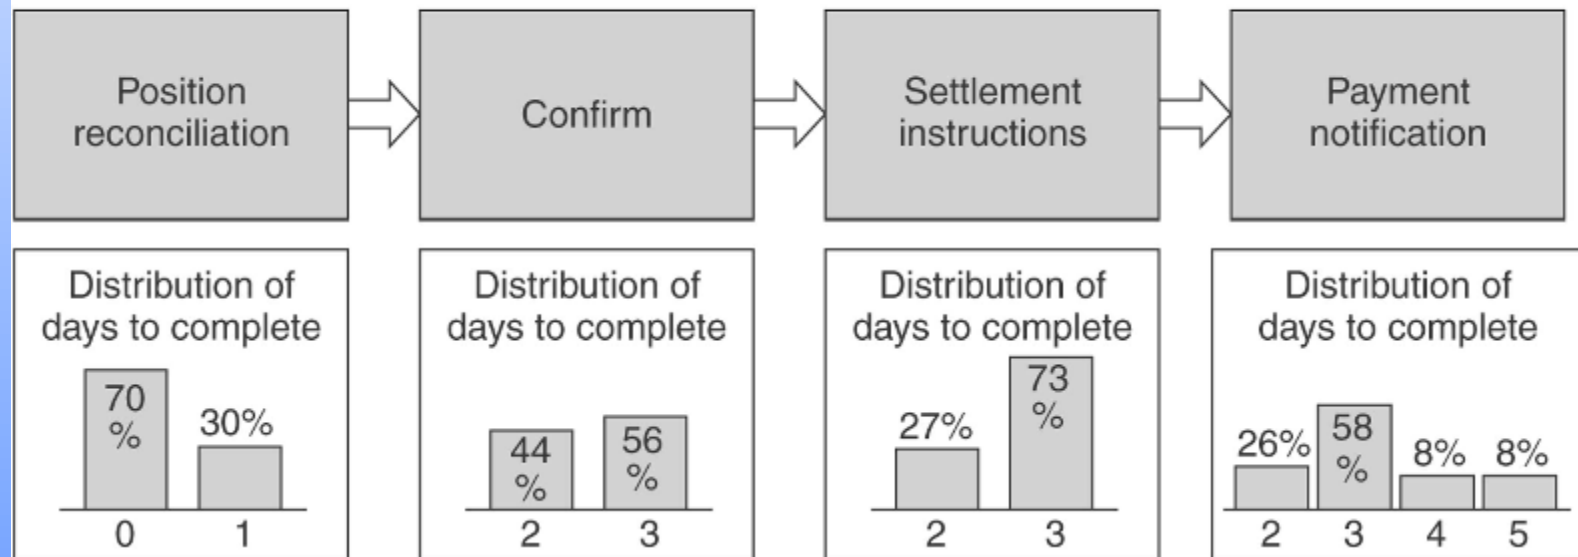 Position
reconciliation
Confirm
Settlement
instructions
Payment
notification
Distribution of
days to complete
70
%
30%
0 1
Distribution of
days to complete
44
%
56
%
2 3
Distribution of
days to complete
27%
73
%
2 3
Distribution of
days to complete
26%
58
%
8%
8%
2 3 4 5